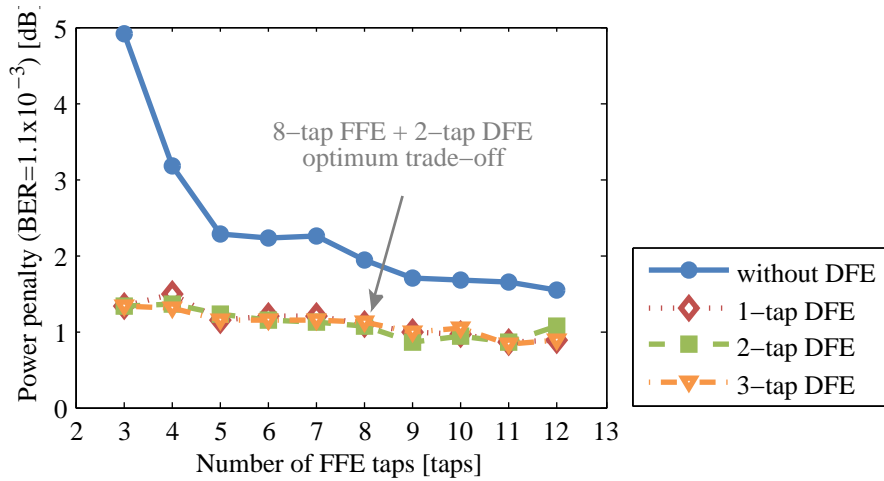 Power penalty (BER=1.1x10−3) [dB]
5
4
3
2
1
0
8−tap FFE + 2−tap DFE
optimum trade−off
2 3 4 5 6 7 8 9 10 11 12 13
Number of FFE taps [taps]
without DFE
1−tap DFE
2−tap DFE
3−tap DFE